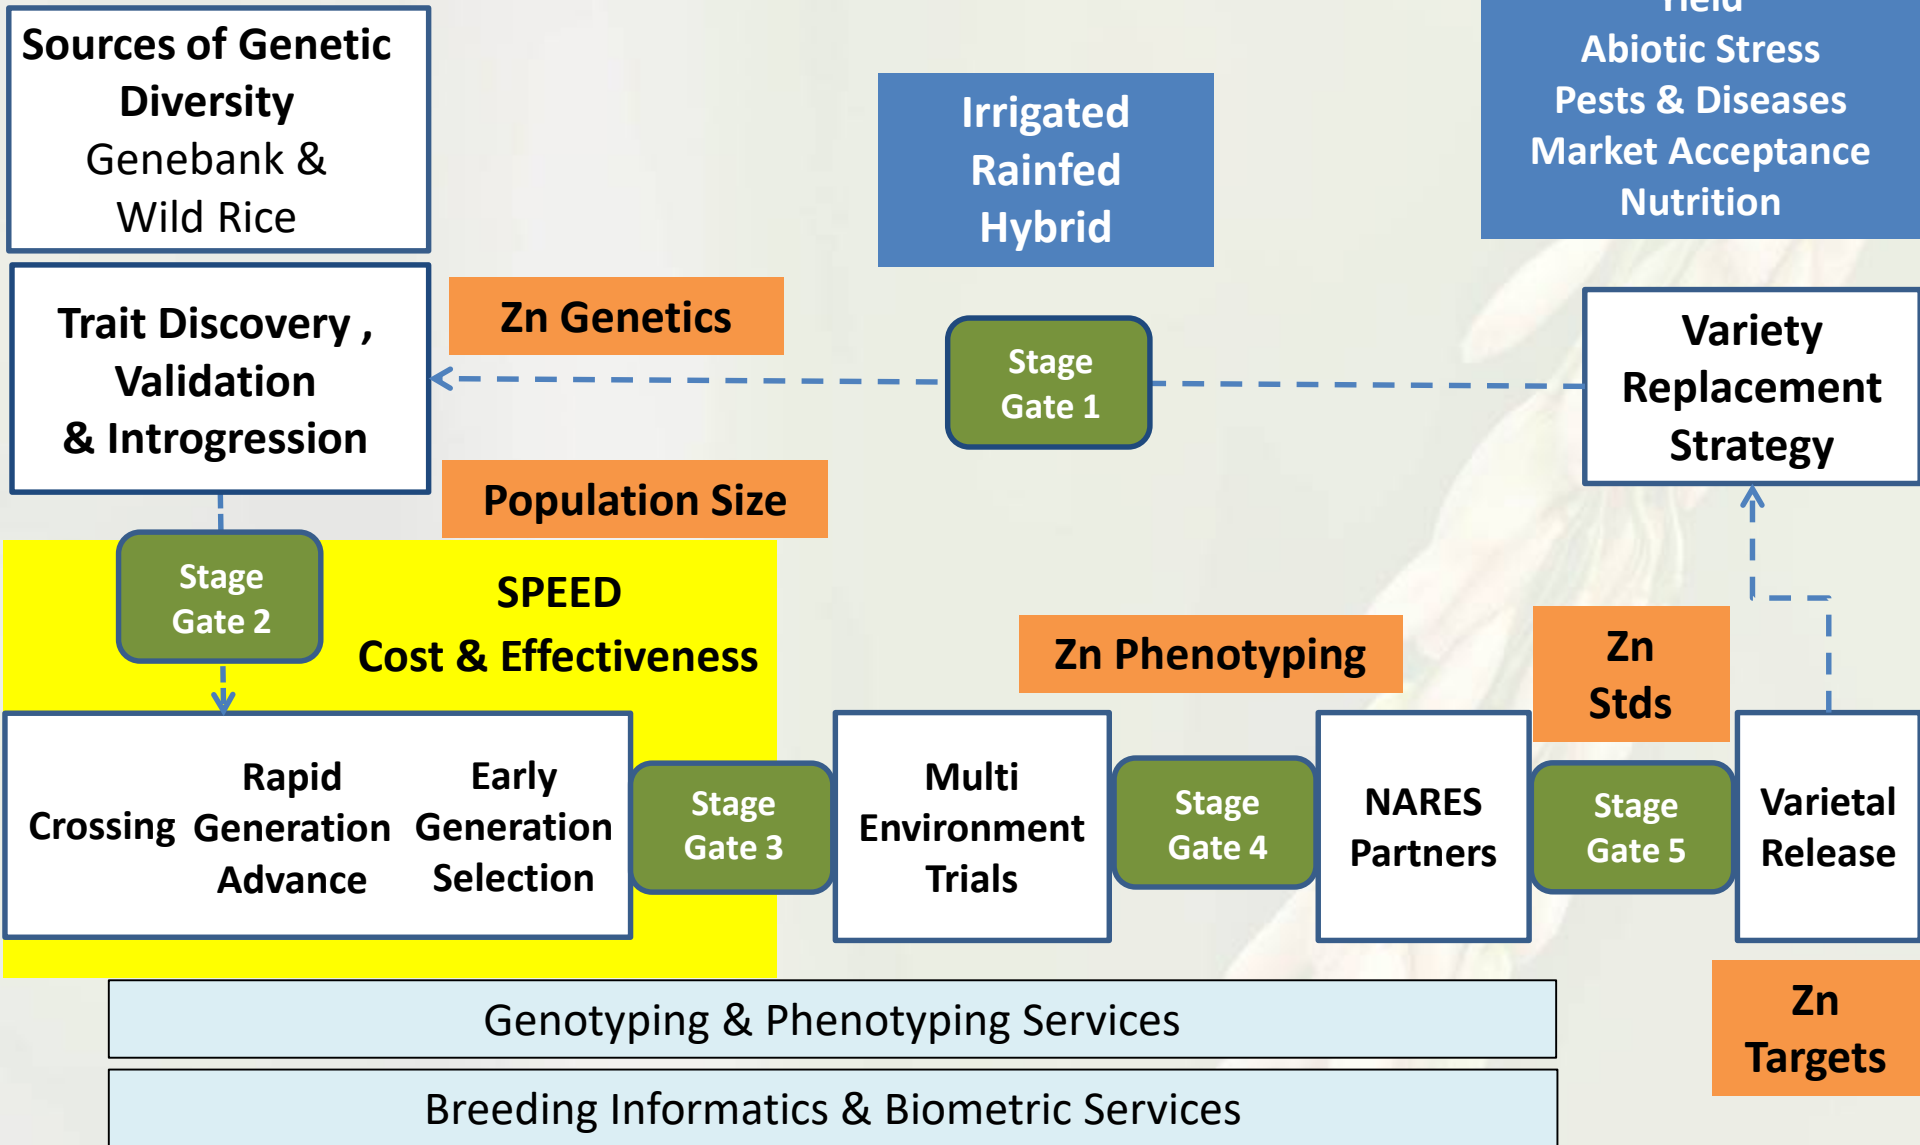 Sources of Genetic
Diversity
Genebank &
Wild Rice
Irrigated
Rainfed
Hybrid
Yield
Abiotic Stress
Pests & Diseases
Market Acceptance
Nutrition
Trait Discovery ,
Validation
& Introgression
Zn Genetics
Stage
Gate 1
Variety
Replacement
Strategy
Population Size
Stage
Gate 2
SPEED
Cost & Effectiveness
Zn Phenotyping
Zn
Stds
Crossing
Rapid
Generation
Advance
Early
Generation
Selection
Stage
Gate 3
Multi
Environment
Trials
Stage
Gate 4
NARES
Partners
Stage
Gate 5
Varietal
Release
Zn
Targets
Genotyping & Phenotyping Services
Breeding Informatics & Biometric Services